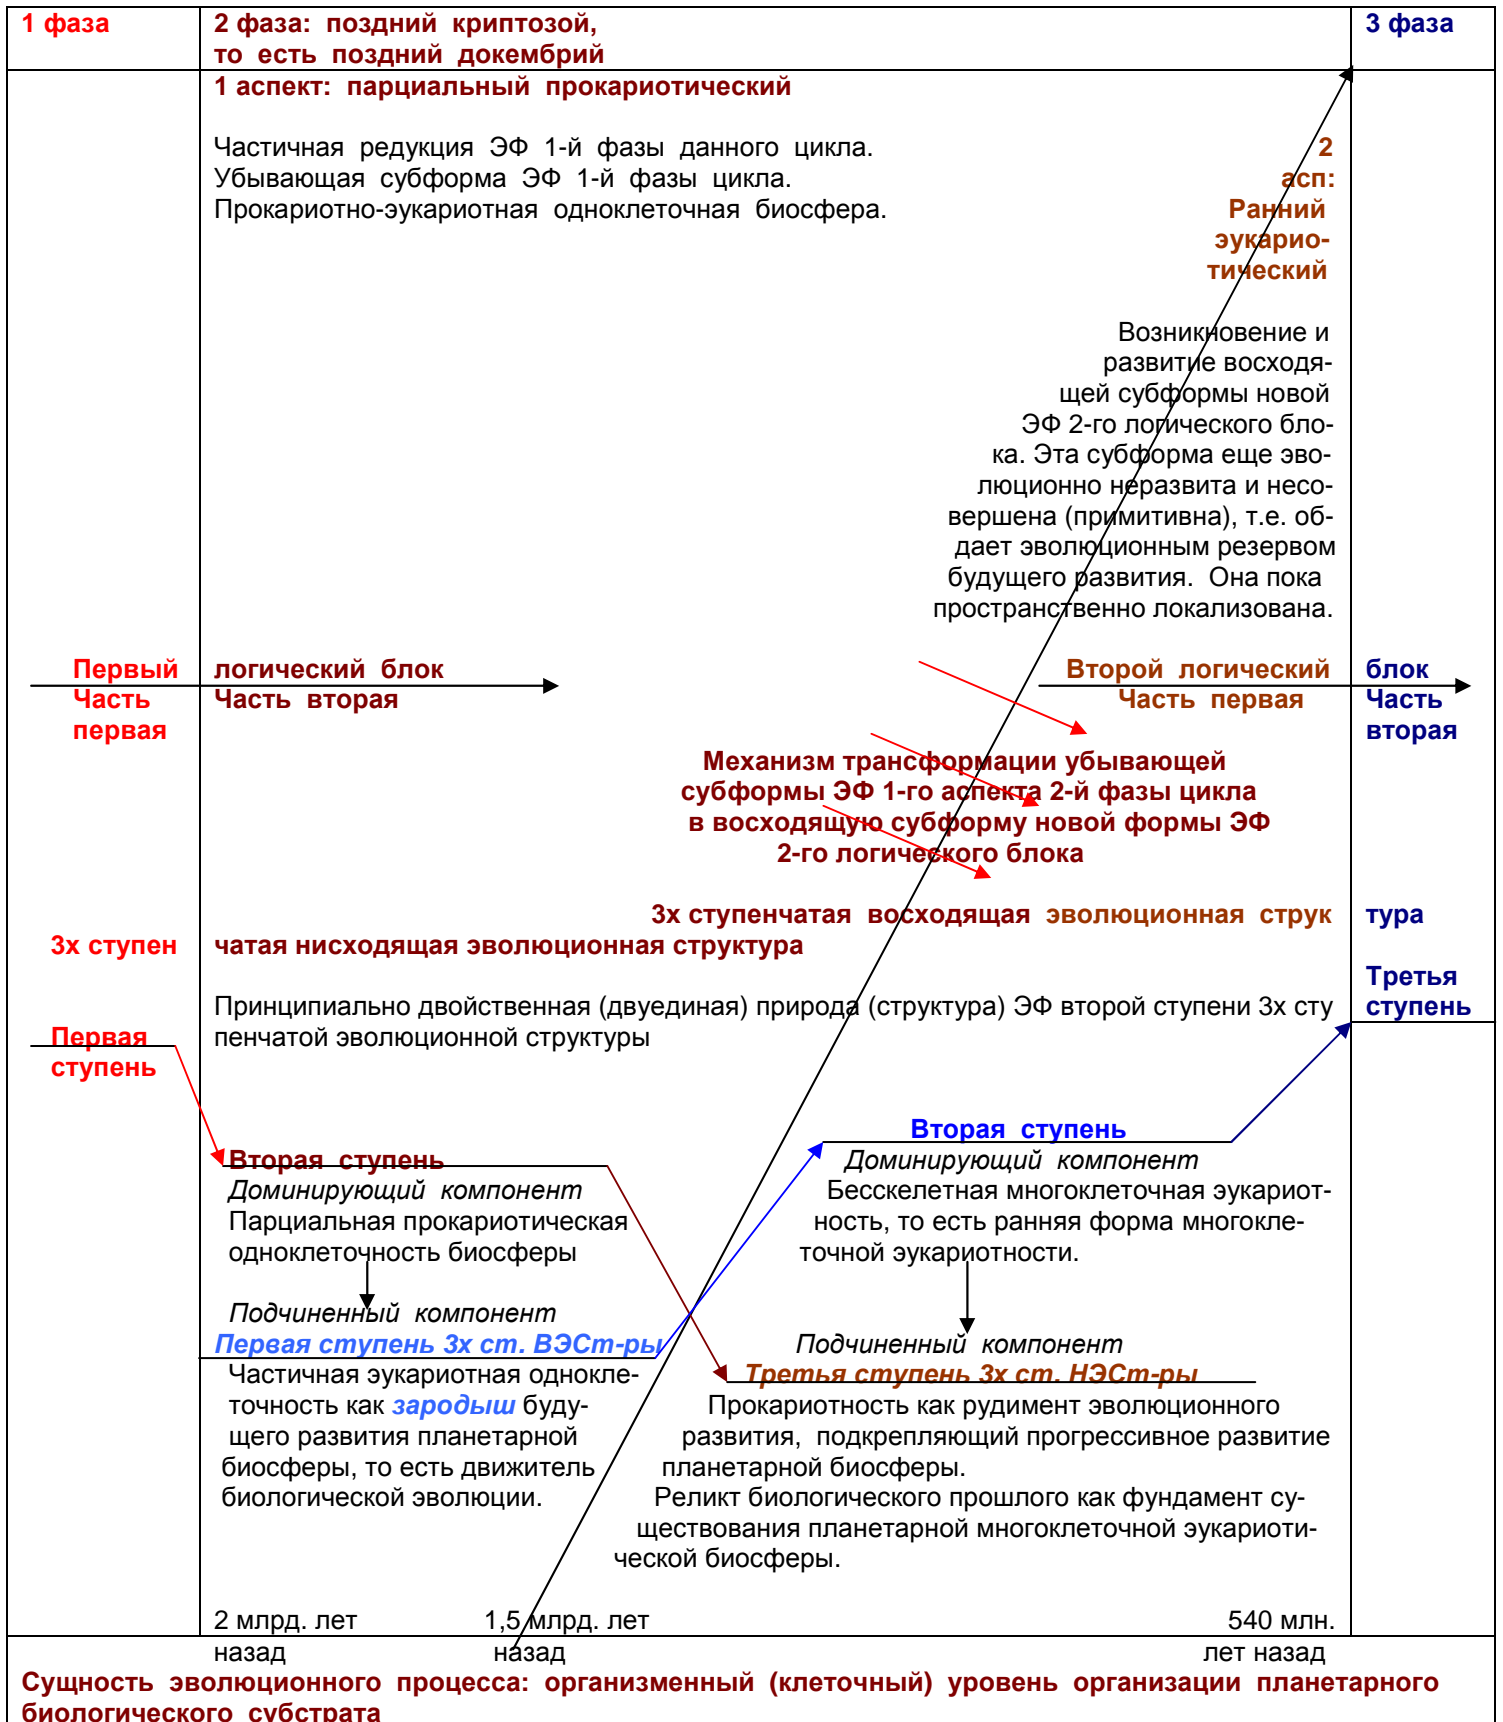 1 фаза
2 фаза: поздний криптозой,
то есть поздний докембрий
3 фаза
1 аспект: парциальный прокариотический
Частичная редукция ЭФ 1-й фазы данного цикла.
Убывающая субформа ЭФ 1-й фазы цикла.
Прокариотно-эукариотная одноклеточная биосфера.
2
асп:
Ранний
эукарио-
тический
Возникновение и
развитие восходя-
щей субформы новой
ЭФ 2-го логического бло-
ка. Эта субформа еще эво-
люционно неразвита и несо-
вершена (примитивна), т.е. об-
дает эволюционным резервом
будущего развития. Она пока
пространственно локализована.
Первый
Часть
первая
логический блок
Часть вторая
Второй логический
Часть первая
блок
Часть
вторая
Механизм трансформации убывающей
субформы ЭФ 1-го аспекта 2-й фазы цикла
в восходящую субформу новой формы ЭФ
2-го логического блока
3х ступенчатая восходящая эволюционная струк тура
3х ступен чатая нисходящая эволюционная структура
Третья
ступень
Принципиально двойственная (двуединая) природа (структура) ЭФ второй ступени 3х сту
пенчатой эволюционной структуры
Первая
ступень
Вторая ступень
Доминирующий компонент
Парциальная прокариотическая
одноклеточность биосферы
Подчиненный компонент
Первая ступень 3х ст. ВЭСт-ры
Частичная эукариотная однокле-
точность как зародыш буду-
щего развития планетарной
биосферы, то есть движитель
биологической эволюции.
Вторая ступень
Доминирующий компонент
Бесскелетная многоклеточная эукариот-
ность, то есть ранняя форма многокле-
точной эукариотности.
Подчиненный компонент
Третья ступень 3х ст. НЭСт-ры
Прокариотность как рудимент эволюционного
развития, подкрепляющий прогрессивное развитие
планетарной биосферы.
Реликт биологического прошлого как фундамент су-
ществования планетарной многоклеточной эукариоти-
ческой биосферы.
2 млрд. лет
назад
1,5 млрд. лет
назад
540 млн.
лет назад
Сущность эволюционного процесса: организменный (клеточный) уровень организации планетарного
биологического субстрата